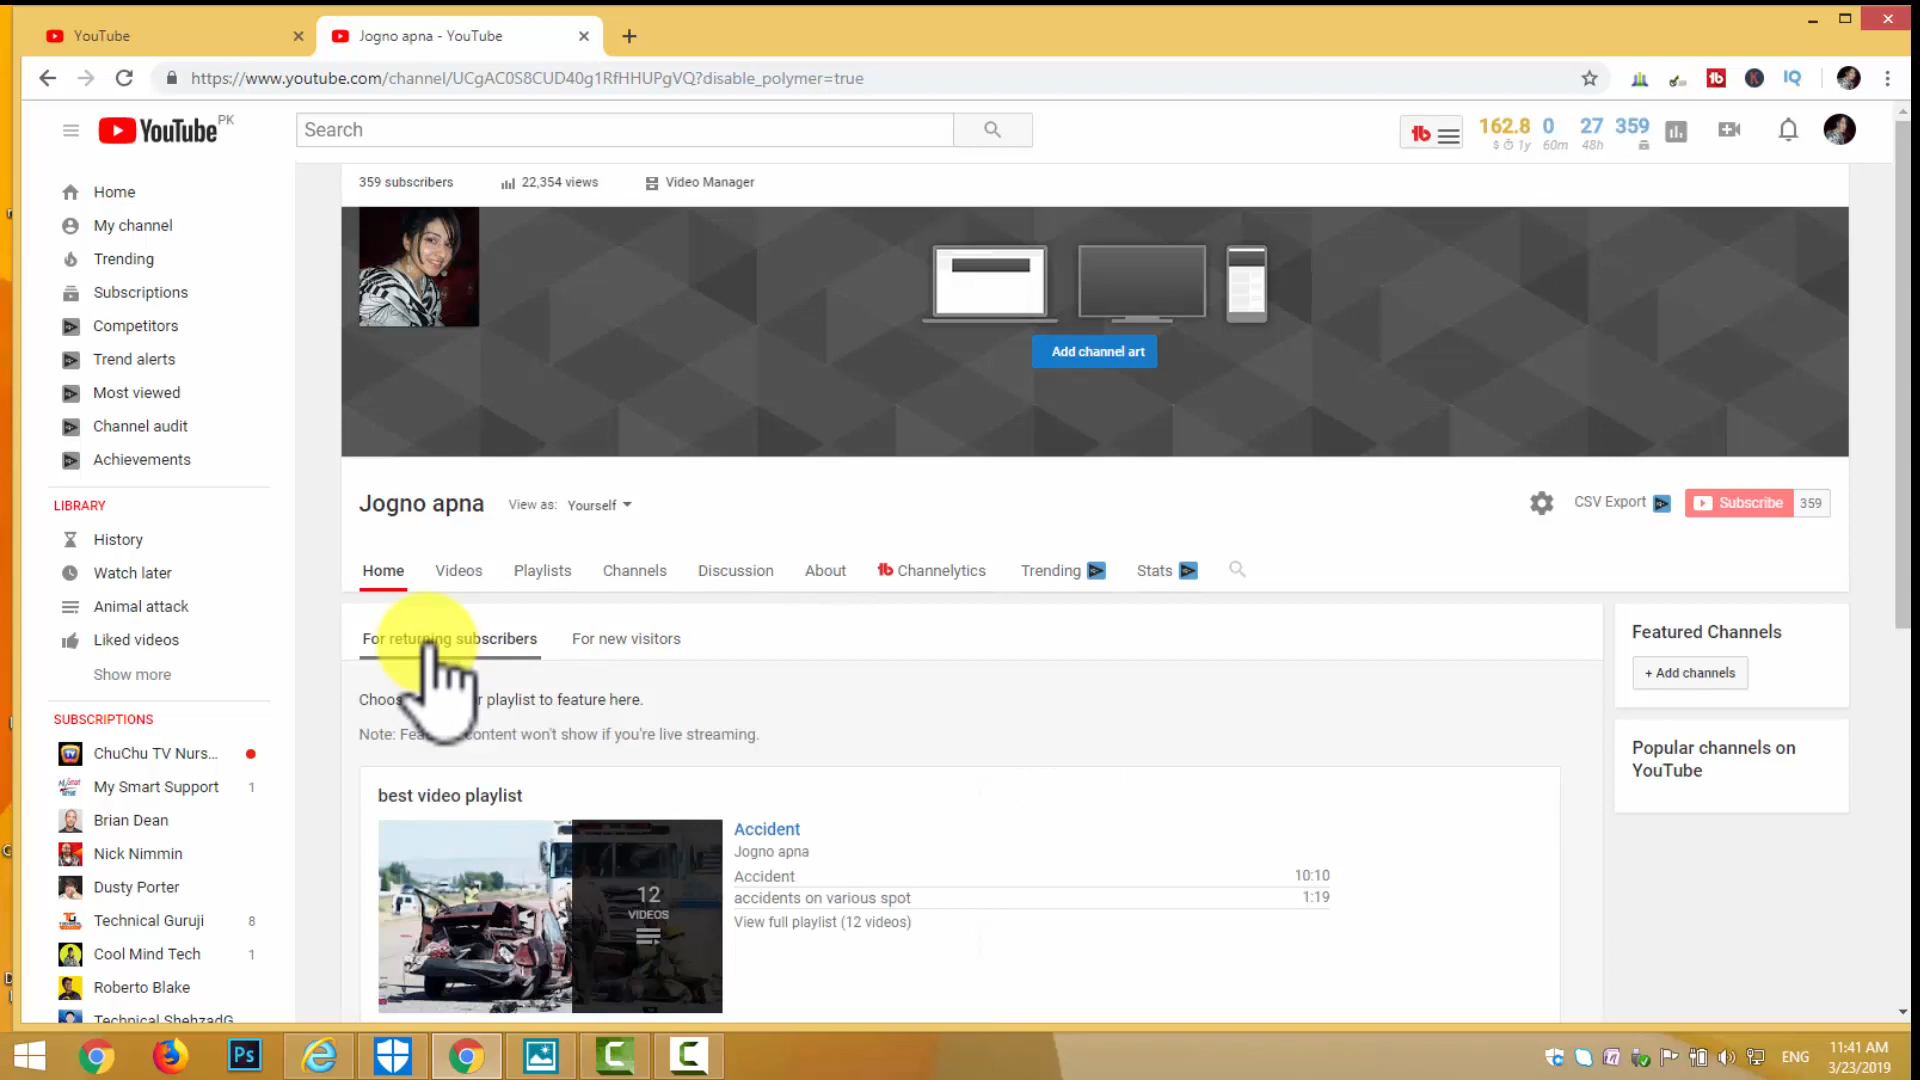 YouTube
Jogno apna - YouTube
https://www.youtube.com/channel/UCgAC0S8CUD40g1RfHHUPgVQ?disable_polymer=true
YouTube PK
Search
162.8 0 27 359
$ 1y 60m 48h
359 subscribers
22,354 views
Video Manager
Home
My channel
Trending
Subscriptions
Competitors
Trend alerts
Most viewed
Channel audit
Achievements
LIBRARY
History
Watch later
Animal attack
Liked videos
Show more
SUBSCRIPTIONS
ChuChu TV Nurs...
My Smart Support 1
Brian Dean
Nick Nimmin
Dusty Porter
Technical Guruji 8
Cool Mind Tech 1
Roberto Blake
Technical ShehzadG
Add channel art
Jogno apna
View as: Yourself
CSV Export
Subscribe 359
Home
Videos
Playlists
Channels
Discussion
About
Channelytics
Trending
Stats
For returning subscribers
For new visitors
playlist to feature here.
Note: content won't show if you're live streaming.
best video playlist
12
VIDEOS
Accident
Jogno apna
Accident 10:10
accidents on various spot 1:19
View full playlist (12 videos)
Featured Channels
+ Add channels
Popular channels on
YouTube
Ps
ENG
11:41 AM
3/23/2019